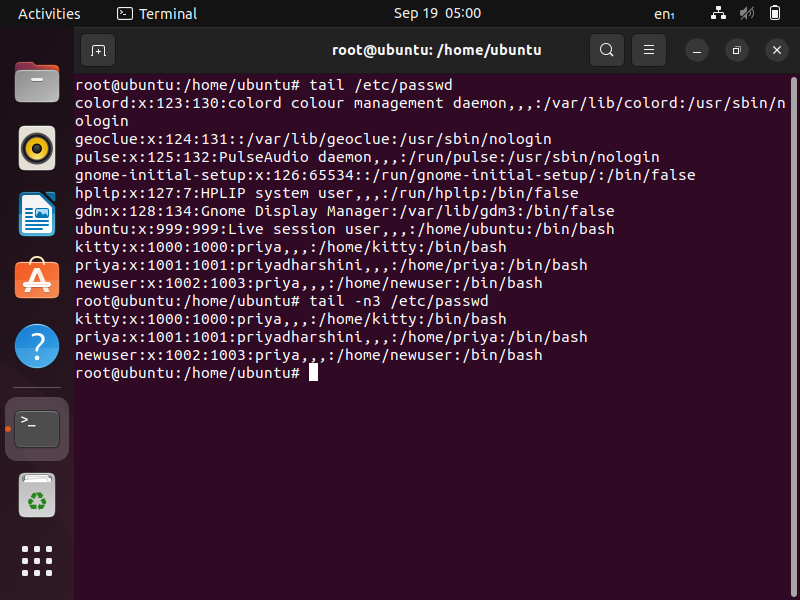 Activities Terminal Sep 19 05:00 en₁
root@ubuntu: /home/ubuntu
root@ubuntu:/home/ubuntu# tail /etc/passwd
colord:x:123:130:colord colour management daemon,,,:/var/lib/colord:/usr/sbin/n
ologin
geoclue:x:124:131::/var/lib/geoclue:/usr/sbin/nologin
pulse:x:125:132:PulseAudio daemon,,,:/run/pulse:/usr/sbin/nologin
gnome-initial-setup:x:126:65534::/run/gnome-initial-setup/:/bin/false
hplip:x:127:7:HPLIP system user,,,:/run/hplip:/bin/false
gdm:x:128:134:Gnome Display Manager:/var/lib/gdm3:/bin/false
ubuntu:x:999:999:Live session user,,,:/home/ubuntu:/bin/bash
kitty:x:1000:1000:priya,,,:/home/kitty:/bin/bash
priya:x:1001:1001:priyadharshini,,,:/home/priya:/bin/bash
newuser:x:1002:1003:priya,,,:/home/newuser:/bin/bash
root@ubuntu:/home/ubuntu# tail -n3 /etc/passwd
kitty:x:1000:1000:priya,,,:/home/kitty:/bin/bash
priya:x:1001:1001:priyadharshini,,,:/home/priya:/bin/bash
newuser:x:1002:1003:priya,,,:/home/newuser:/bin/bash
root@ubuntu:/home/ubuntu#